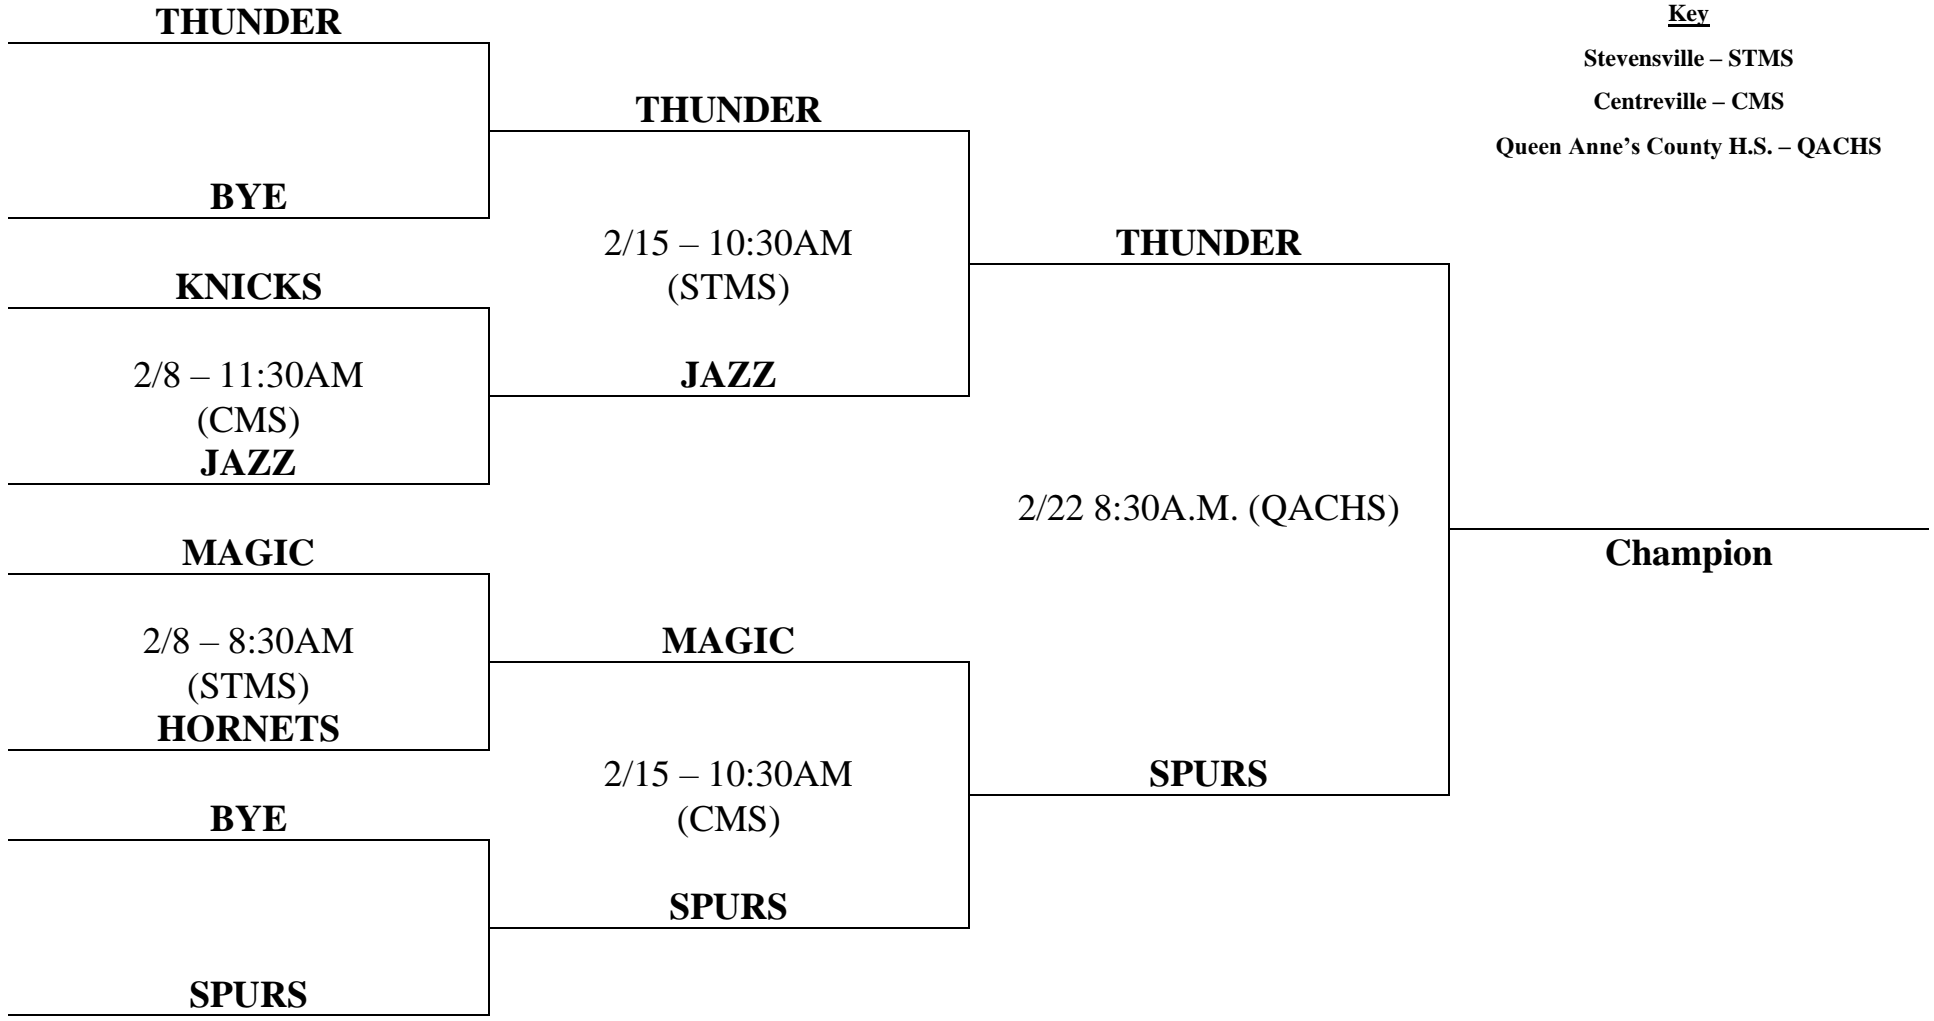 THUNDER
BYE
KNICKS
2/8 – 11:30AM
(CMS)
JAZZ
MAGIC
2/8 – 8:30AM
(STMS)
HORNETS
BYE
SPURS
THUNDER
2/15 – 10:30AM
(STMS)
JAZZ
MAGIC
2/15 – 10:30AM
(CMS)
SPURS
THUNDER
2/22 8:30A.M. (QACHS)
SPURS
Champion
Key
Stevensville – STMS
Centreville – CMS
Queen Anne’s County H.S. – QACHS